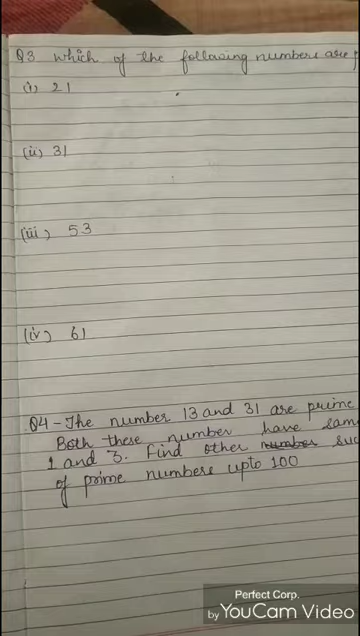 Q3 which of the following numbers are
(i) 21
(ii) 31
(iii) 53
(iv) 61
Q4 - The number 13 and 31 are prime
Both these number have
1 and 3. Find other number
of prime numbers upto 100
Perfect Corp.
by YouCam Video